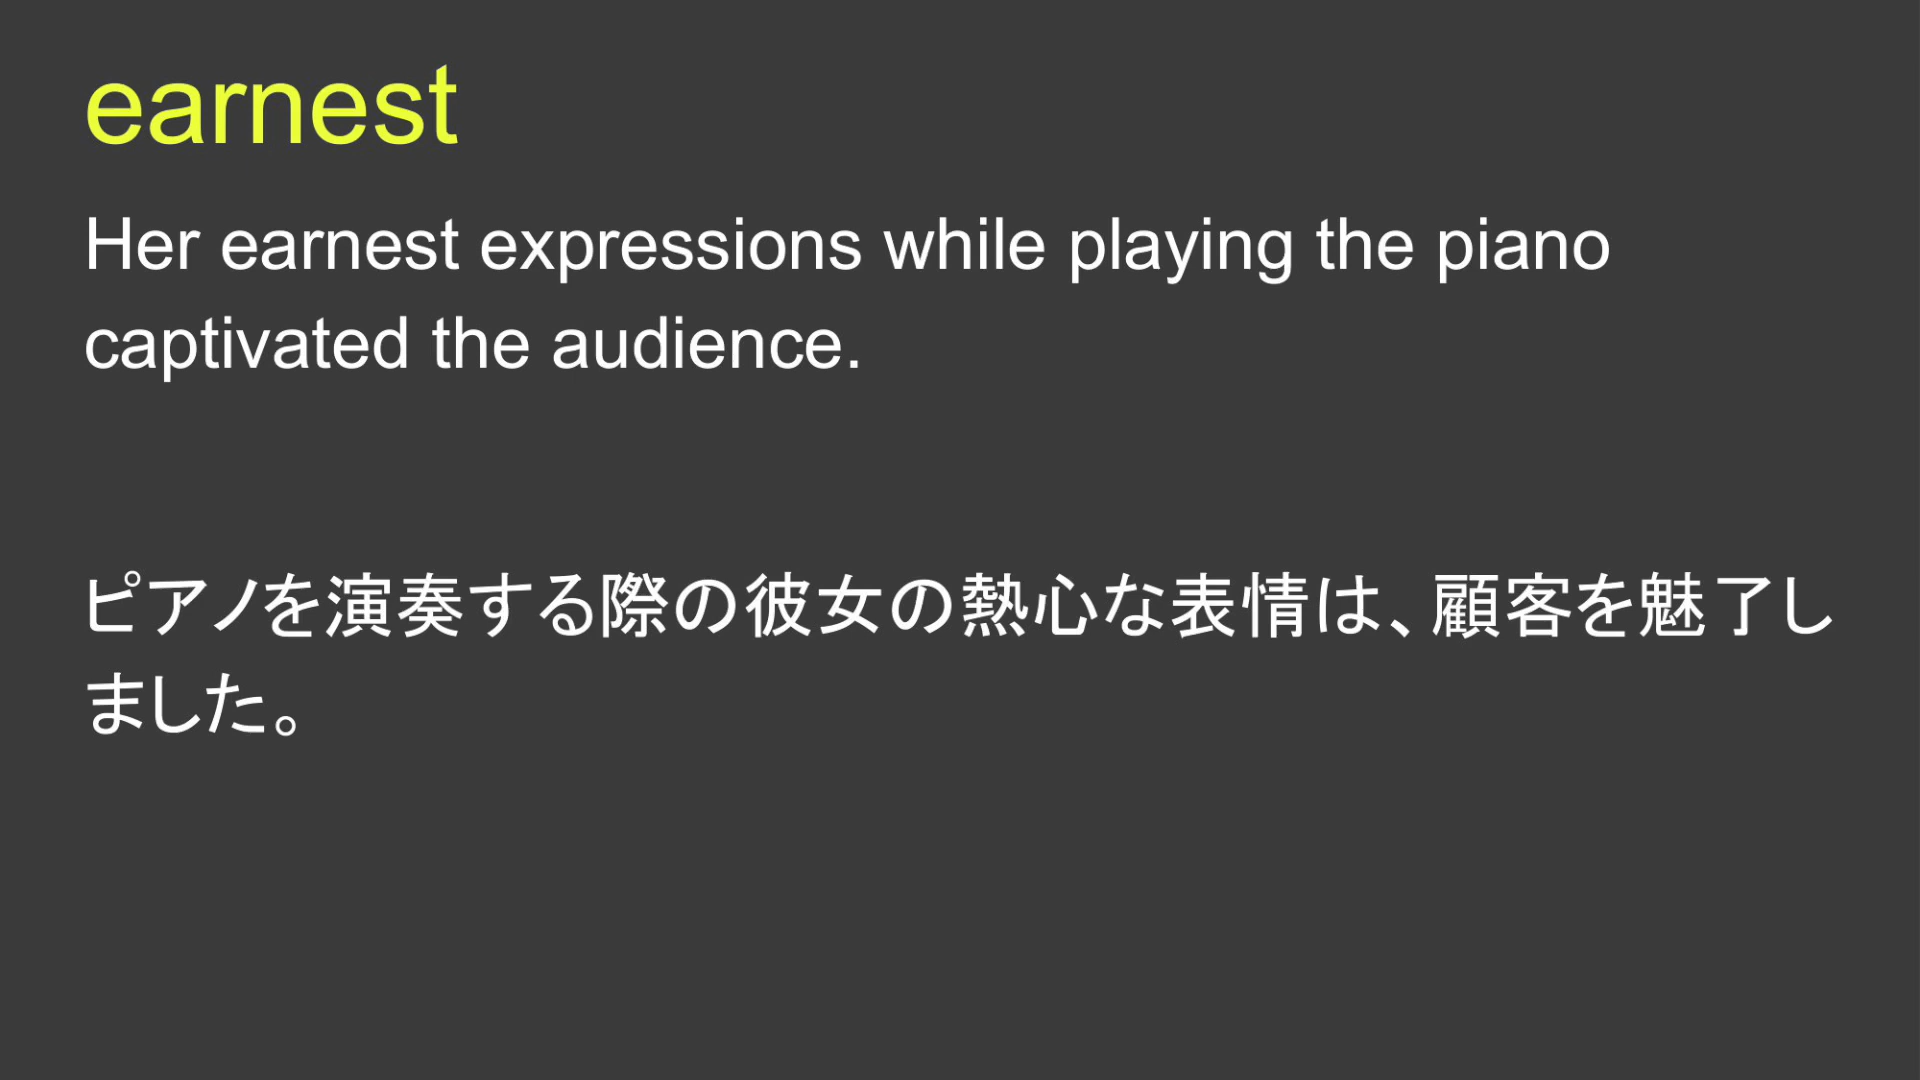 earnest
Her earnest expressions while playing the piano
captivated the audience.
ピアノを演奏する際の彼女の熱心な表情は、顧客を魅了し
ました。